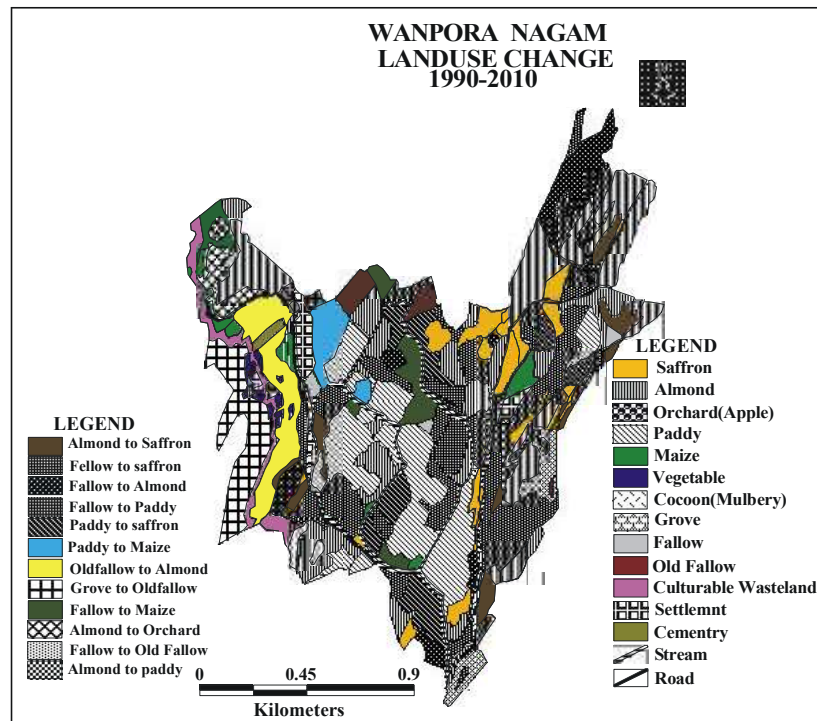 WANPORA NAGAM
LANDUSE CHANGE
1990-2010
LEGEND
Almond to Saffron
Fellow to saffron
Fallow to Almond
Fallow to Paddy
Paddy to saffron
Paddy to Maize
Oldfallow to Almond
Grove to Oldfallow
Fallow to Maize
Almond to Orchard
Fallow to Old Fallow
Almond to paddy
0 0.45 0.9
Kilometers
LEGEND
Saffron
Almond
Orchard(Apple)
Paddy
Maize
Vegetable
Cocoon(Mulbery)
Grove
Fallow
Old Fallow
Culturable Wasteland
Settlemnt
Cementry
Stream
Road